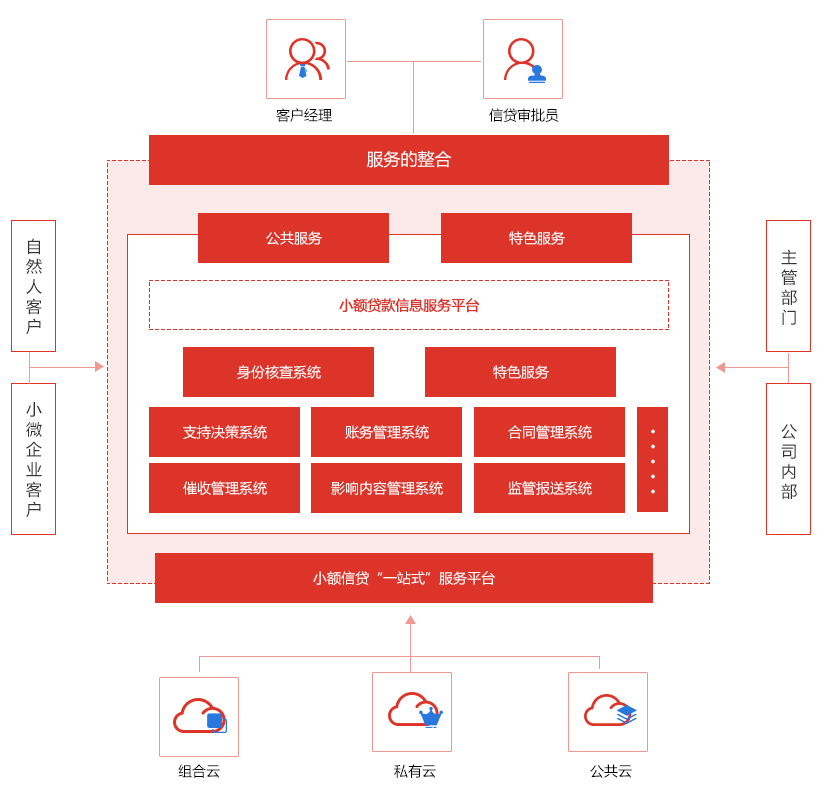 客户经理
信贷审批员
服务的整合
公共服务
特色服务
小额贷款信息服务平台
身份核查系统
特色服务
支持决策系统
账务管理系统
合同管理系统
催收管理系统
影响内容管理系统
监管报送系统
小额信贷“一站式”服务平台
自然人客户
小微企业客户
主管部门
公司内部
组合云
私有云
公共云